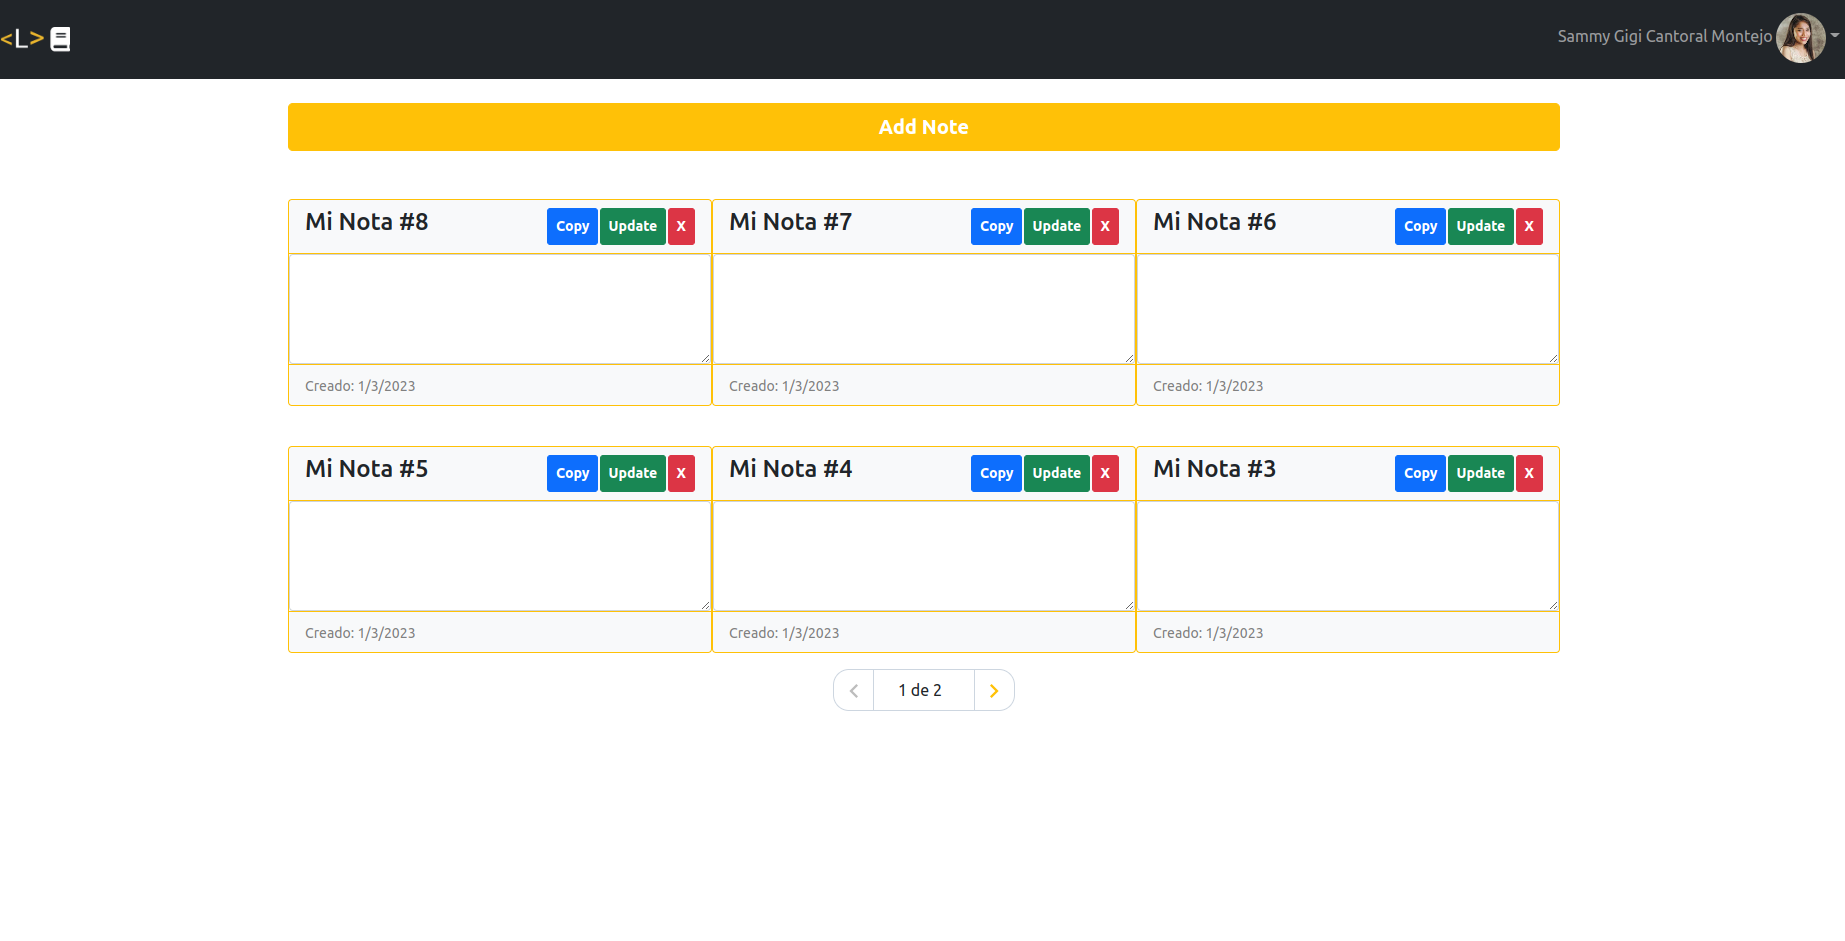 <L>
Sammy Gigi Cantoral Montejo
Add Note
Mi Nota #8 Copy Update X
Mi Nota #7 Copy Update X
Mi Nota #6 Copy Update X
Creado: 1/3/2023
Creado: 1/3/2023
Creado: 1/3/2023
Mi Nota #5 Copy Update X
Mi Nota #4 Copy Update X
Mi Nota #3 Copy Update X
Creado: 1/3/2023
Creado: 1/3/2023
Creado: 1/3/2023
1 de 2